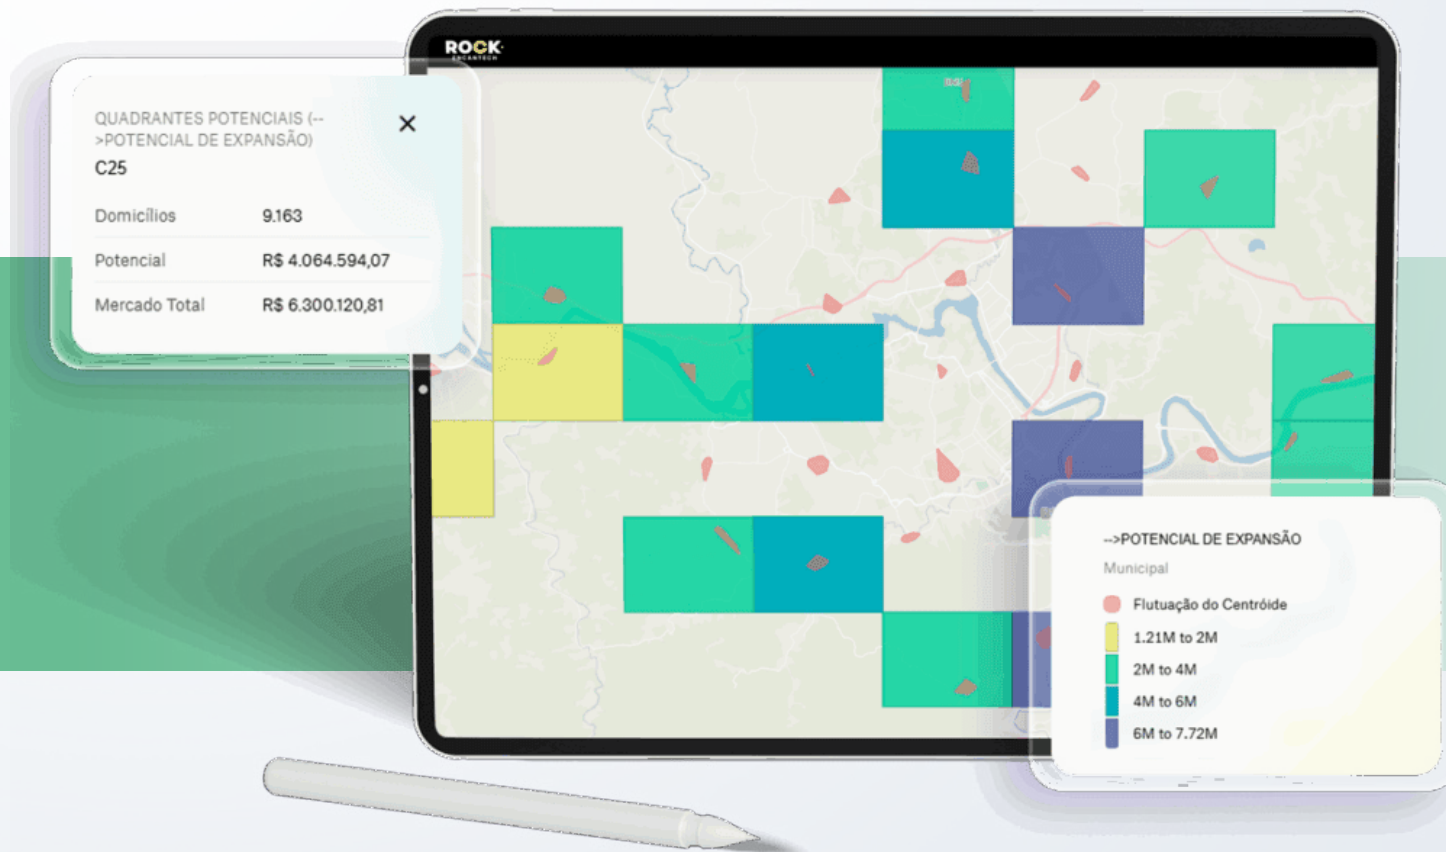 ROCK
ENCANTECH
QUADRANTES POTENCIAIS (--
>POTENCIAL DE EXPANSÃO)
C25
Domicílios 9.163
Potencial R$ 4.064.594,07
Mercado Total R$ 6.300.120,81
-->POTENCIAL DE EXPANSÃO
Municipal
Flutuação do Centróide
1.21M to 2M
2M to 4M
4M to 6M
6M to 7.72M